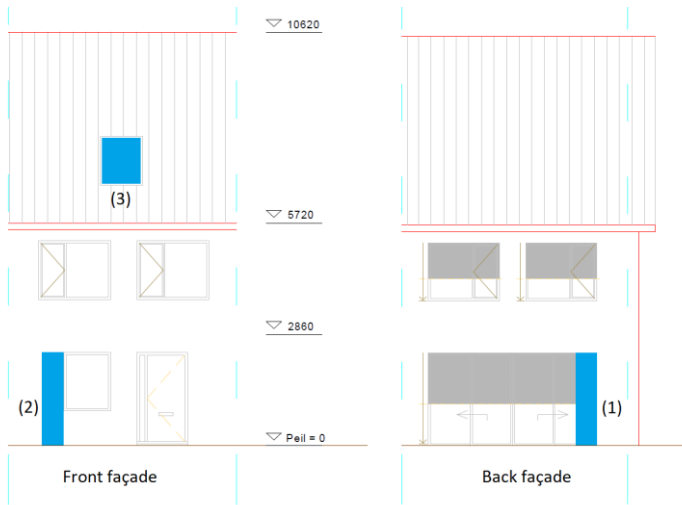 10620
(3)
5720
2860
(2)
(1)
Peil = 0
Front façade
Back façade